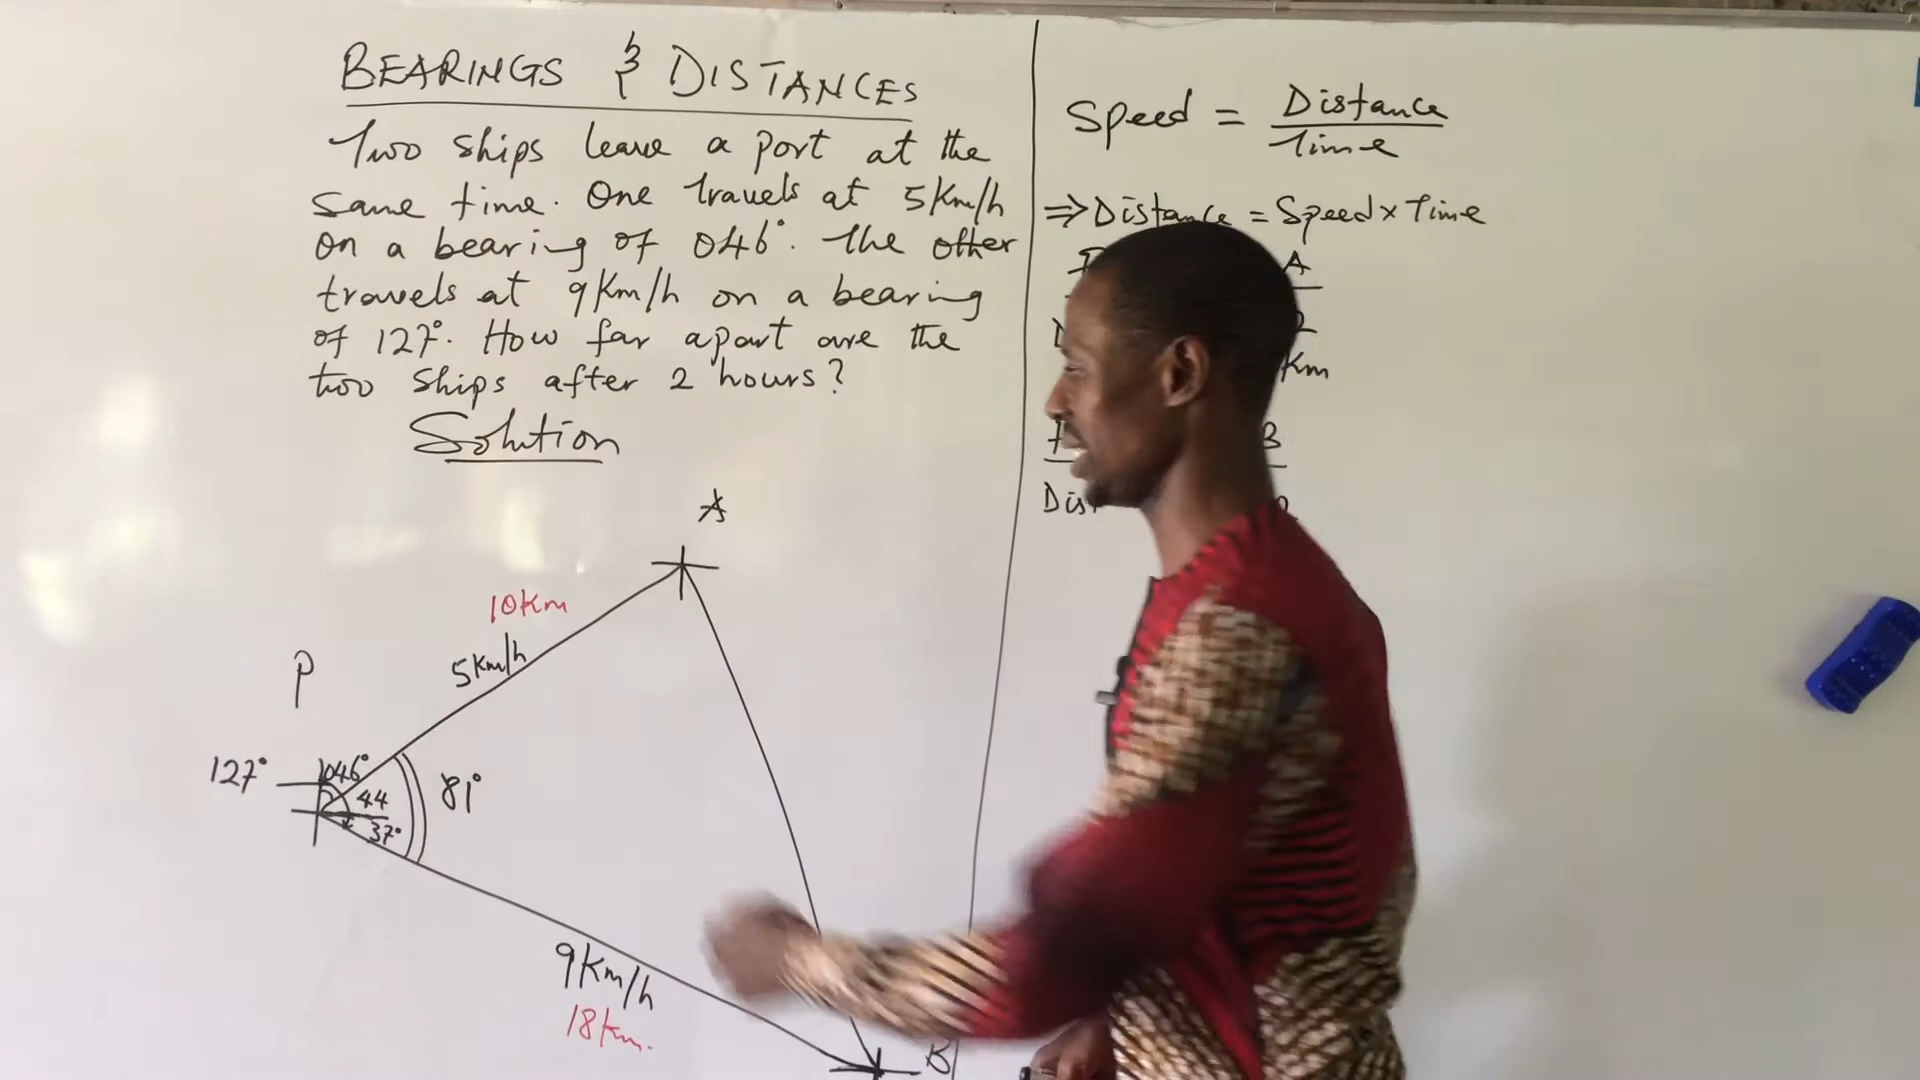 BEARINGS & DISTANCES
Two ships leave a port at the
same time. One travels at 5Km/h
on a bearing of 046°. The other
travels at 9Km/h on a bearing
of 127°. How far apart are the
two ships after 2 hours?
Solution
A
10Km
5Km/h
P
127°
046°
44
81°
37°
9Km/h
18Km.
B
Speed = Distance
Time
⇒ Distance = Speed × Time
A
2
Km
B
Dis